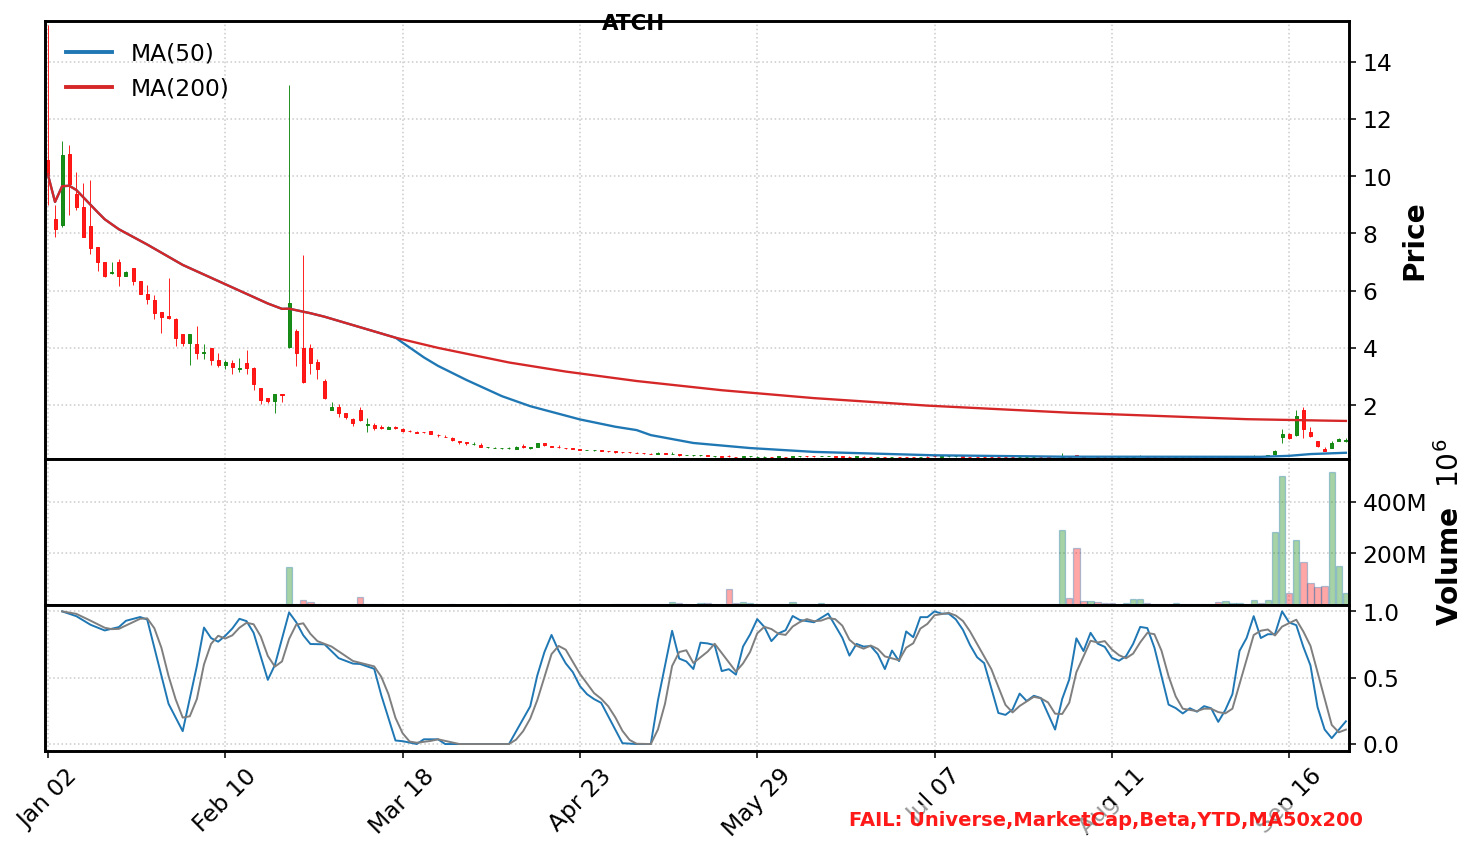 ATCH
MA(50)
MA(200)
14
12
10
8
6
4
2
Price
400M
200M
Volume 10^6
1.0
0.5
0.0
Jan 02
Feb 10
Mar 18
Apr 23
May 29
Jul 07
Aug 11
Sep 16
FAIL: Universe,MarketCap,Beta,YTD,MA50x200